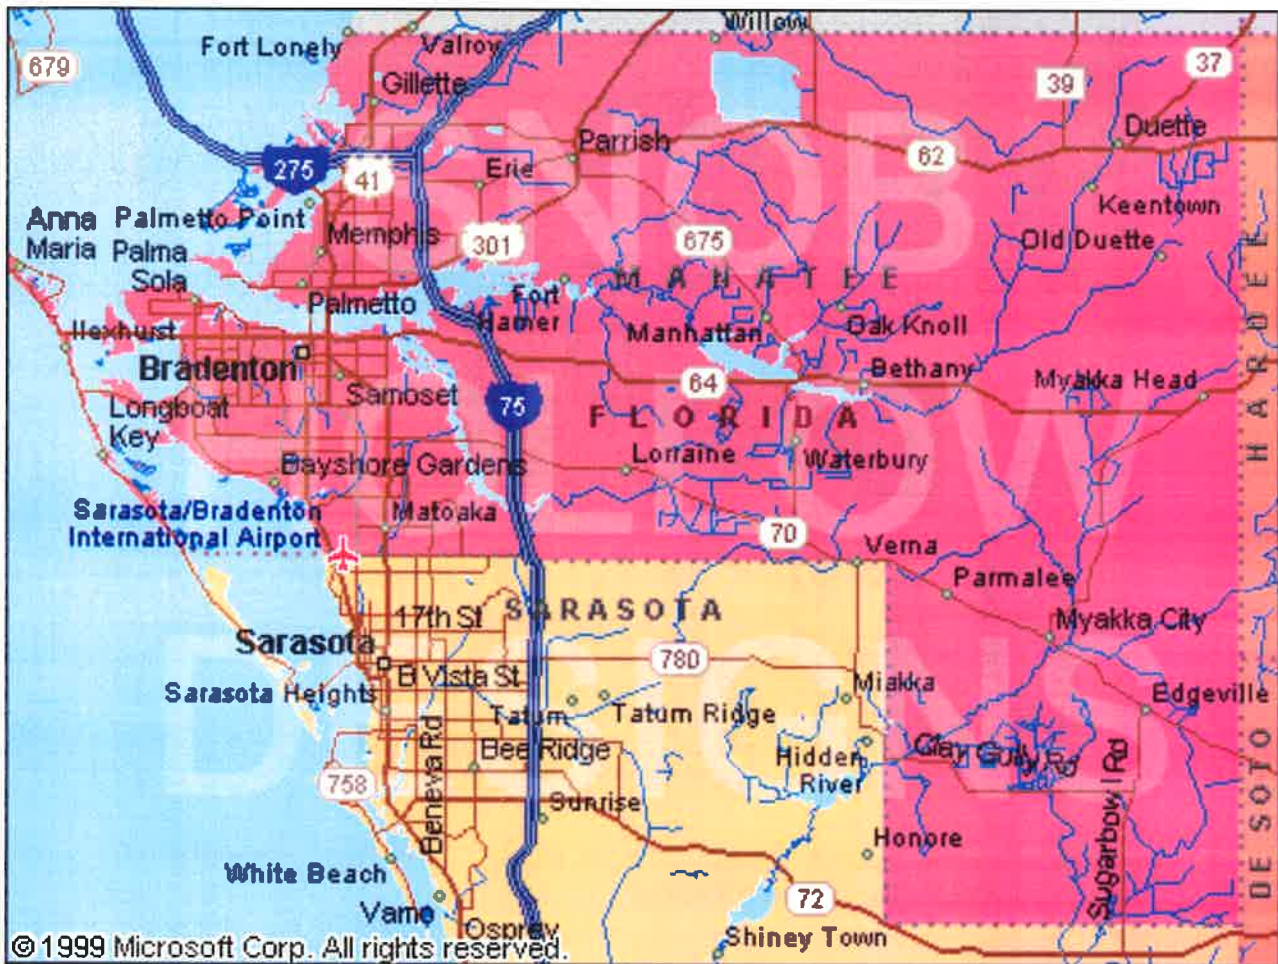 Willow
Fort Lonely
Valroy
679
37
39
Gillette
SNOB
Duette
Parrish
62
275
41
Erie
Keentown
Anna
Maria
Palmetto Point
Memphis
301
675
Old Duette
Palma
Sola
MANATEE
HARDEE
Palmetto
Fort
Hamer
Manhattan
Oak Knoll
Ilexhurst
Bradenton
64
Bethany
Myakka Head
Samoset
75
Longboat
Key
FLORIDA
Lorraine
Waterbury
Bayshore Gardens
Sarasota/Bradenton
International Airport
Matoaka
70
Verna
Parmalee
17th St
SARASOTA
Myakka City
Sarasota
780
B Vista St
Sarasota Heights
Miakka
Edgeville
Tatum
Tatum Ridge
Bee Ridge
Hidden
River
Clay Gully Rd
DE SOTO
758
Beneva Rd
Sunrise
Sugarbowl Rd
Honore
White Beach
72
Vamo
Osprey
Shiney Town
© 1999 Microsoft Corp. All rights reserved.